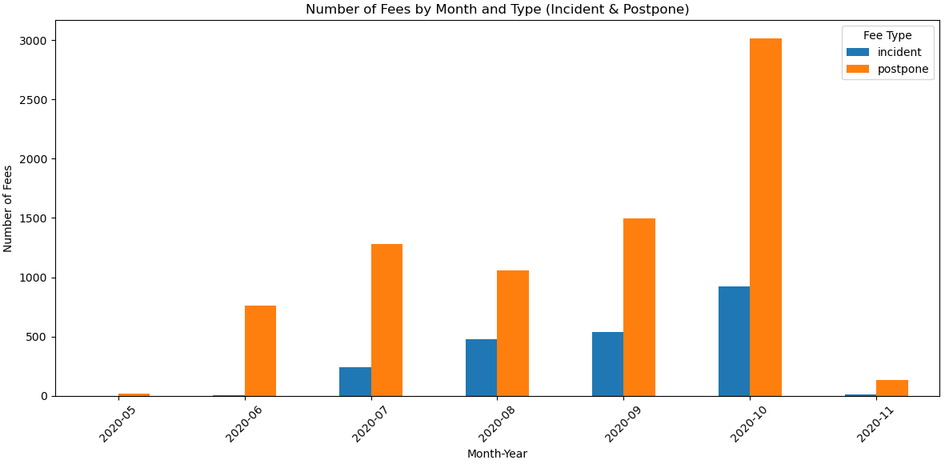 Number of Fees by Month and Type (Incident & Postpone)
Fee Type
incident
postpone
Number of Fees
3000
2500
2000
1500
1000
500
0
2020-05
2020-06
2020-07
2020-08
2020-09
2020-10
2020-11
Month-Year